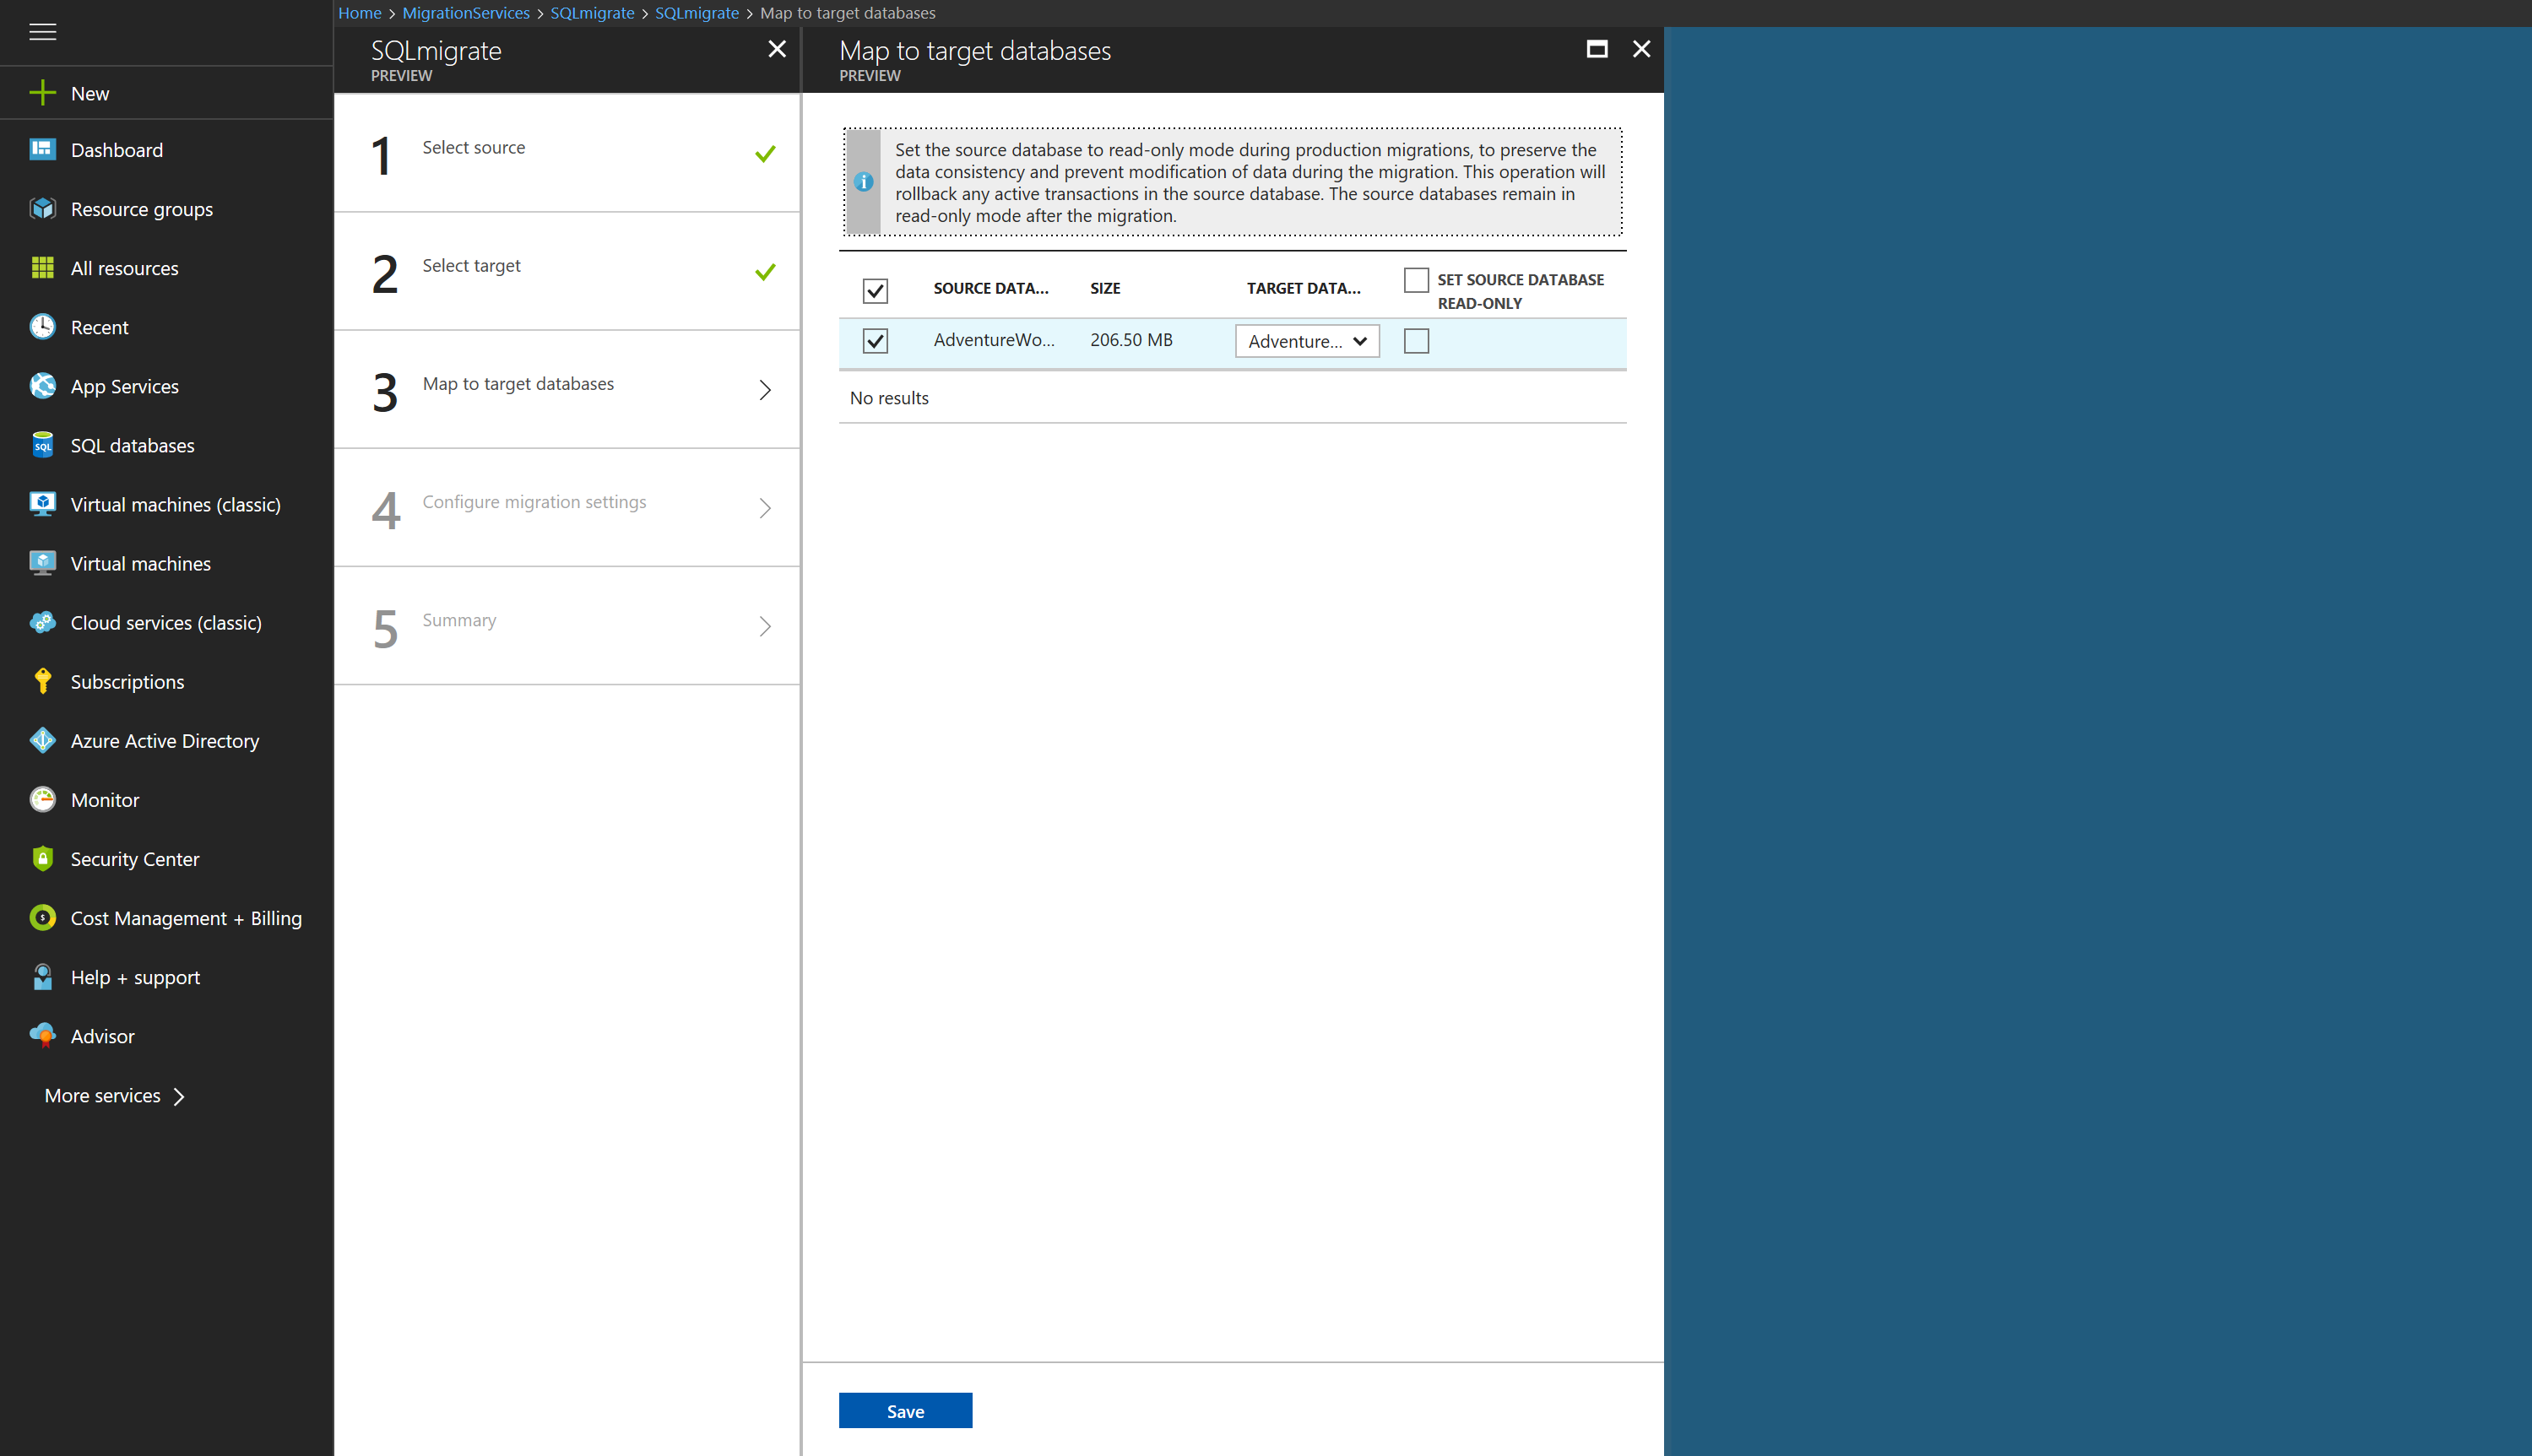 Home > MigrationServices > SQLmigrate > SQLmigrate > Map to target databases
New
Dashboard
Resource groups
All resources
Recent
App Services
SQL databases
Virtual machines (classic)
Virtual machines
Cloud services (classic)
Subscriptions
Azure Active Directory
Monitor
Security Center
Cost Management + Billing
Help + support
Advisor
More services
SQLmigrate
PREVIEW
1 Select source
2 Select target
3 Map to target databases
4 Configure migration settings
5 Summary
Map to target databases
PREVIEW
Set the source database to read-only mode during production migrations, to preserve the
data consistency and prevent modification of data during the migration. This operation will
rollback any active transactions in the source database. The source databases remain in
read-only mode after the migration.
SOURCE DATA... SIZE TARGET DATA... SET SOURCE DATABASE
READ-ONLY
AdventureWo... 206.50 MB Adventure...
No results
Save